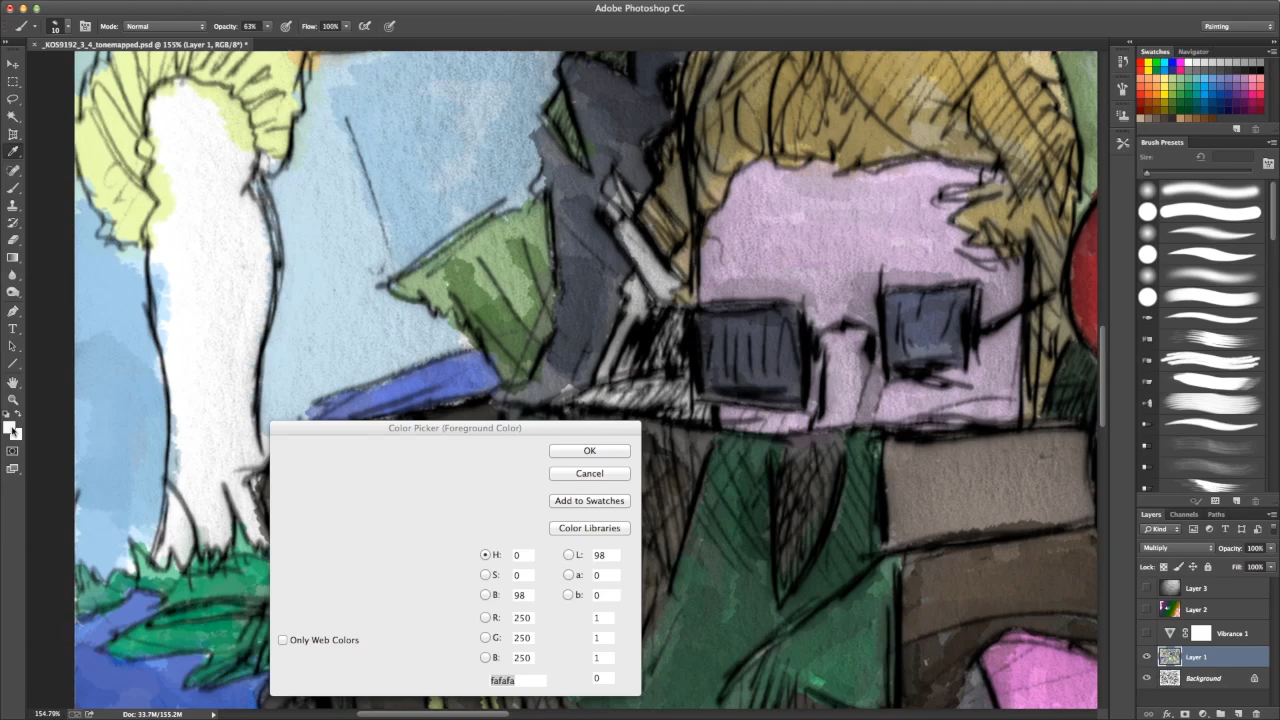 Adobe Photoshop CC
10
Mode: Normal
Opacity: 63%
Flow: 100%
Painting
_KOS9192_3_4_tonemapped.psd @ 155% (Layer 1, RGB/8*) *
Swatches
Navigator
Brush Presets
Size:
Color Picker (Foreground Color)
OK
Cancel
Add to Swatches
Color Libraries
H: 0
L: 98
S: 0
a: 0
B: 98
b: 0
R: 250
1
G: 250
1
Only Web Colors
B: 250
1
fafafa
0
Layers
Channels
Paths
Kind
Multiply
Opacity: 100%
Lock:
Fill: 100%
Layer 3
Layer 2
Vibrance 1
Layer 1
Background
154.79%
Doc: 33.7M/155.2M